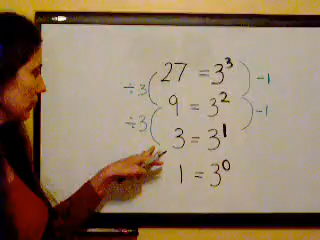 27 = 3³
÷3 -1
9 = 3²
÷3 -1
3 = 3¹
1 = 3⁰